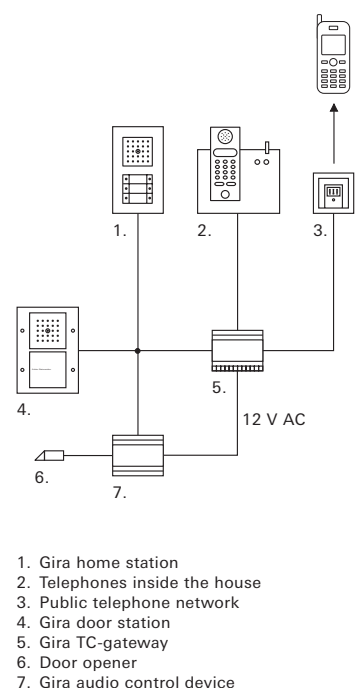 1.
2.
3.
4.
5.
12 V AC
6.
7.
1. Gira home station
2. Telephones inside the house
3. Public telephone network
4. Gira door station
5. Gira TC-gateway
6. Door opener
7. Gira audio control device